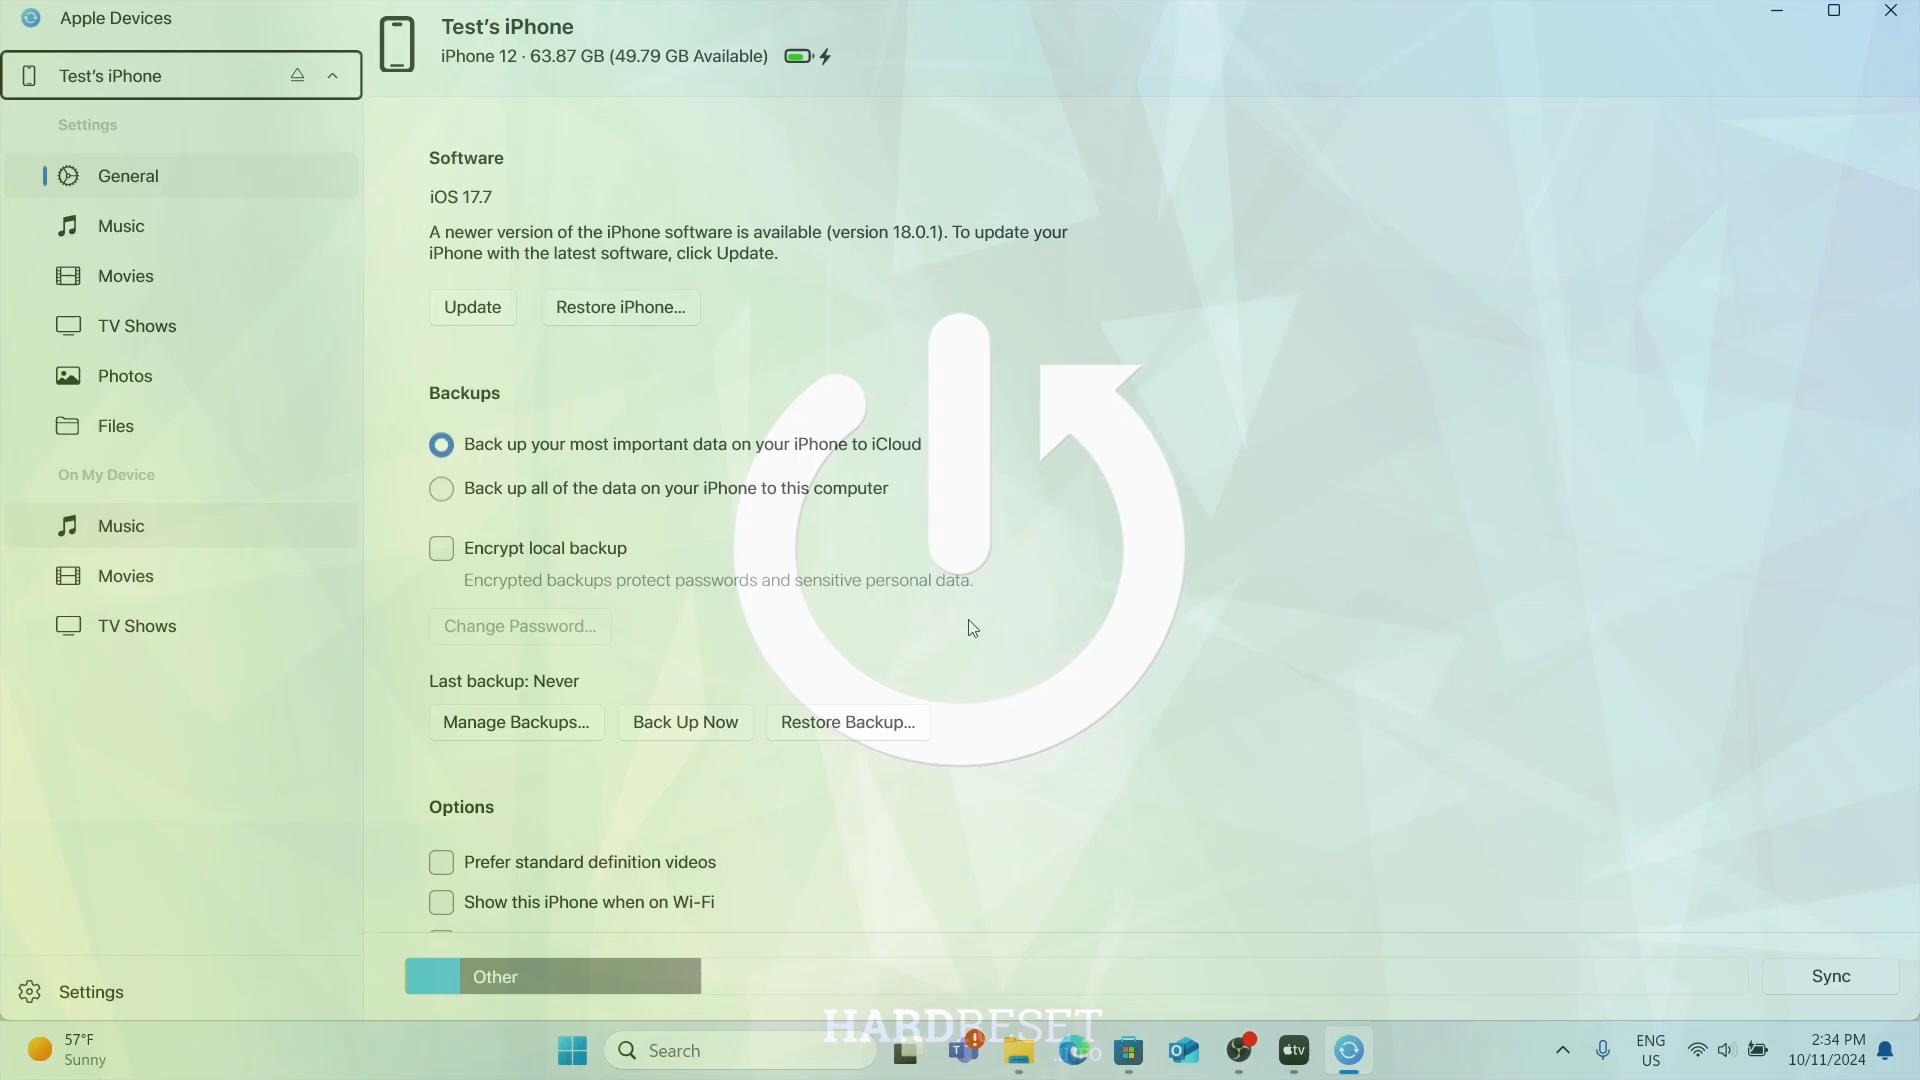 Apple Devices
Test's iPhone
Settings
General
Music
Movies
TV Shows
Photos
Files
On My Device
Music
Movies
TV Shows
Settings
Test's iPhone
iPhone 12 · 63.87 GB (49.79 GB Available)
Software
iOS 17.7
A newer version of the iPhone software is available (version 18.0.1). To update your
iPhone with the latest software, click Update.
Update
Restore iPhone...
Backups
Back up your most important data on your iPhone to iCloud
Back up all of the data on your iPhone to this computer
Encrypt local backup
Encrypted backups protect passwords and sensitive personal data.
Change Password...
Last backup: Never
Manage Backups...
Back Up Now
Restore Backup...
Options
Prefer standard definition videos
Show this iPhone when on Wi-Fi
Other
Sync
HARDRESET
.info
57°F
Sunny
Search
tv
ENG
US
2:34 PM
10/11/2024